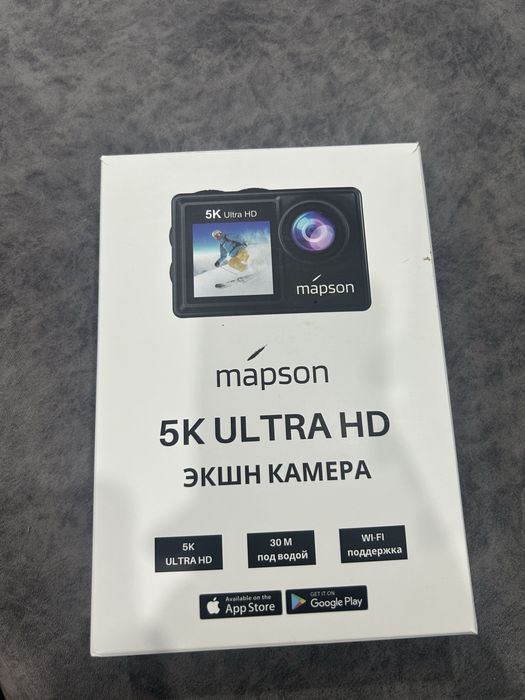 5K Ultra HD
mapson
mapson
5K ULTRA HD
ЭКШН КАМЕРА
5K
ULTRA HD
30 М
ПОД ВОДОЙ
WI-FI
поддержка
Available on the
App Store
GET IT ON
Google Play